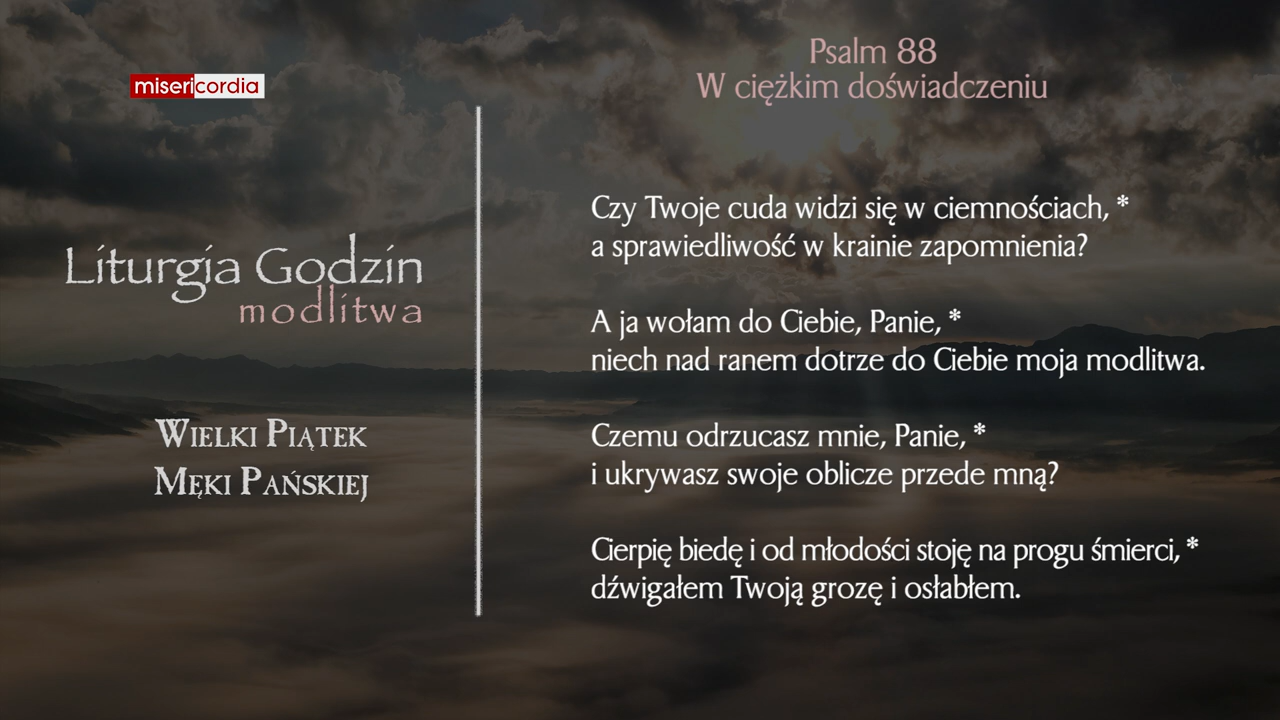 misericordia
Liturgia Godzin
modlitwa
Wielki Piątek
Męki Pańskiej
Psalm 88
W ciężkim doświadczeniu
Czy Twoje cuda widzi się w ciemnościach, *
a sprawiedliwość w krainie zapomnienia?
A ja wołam do Ciebie, Panie, *
niech nad ranem dotrze do Ciebie moja modlitwa.
Czemu odrzucasz mnie, Panie, *
i ukrywasz swoje oblicze przede mną?
Cierpię biedę i od młodości stoję na progu śmierci, *
dźwigałem Twoją grozę i osłabłem.